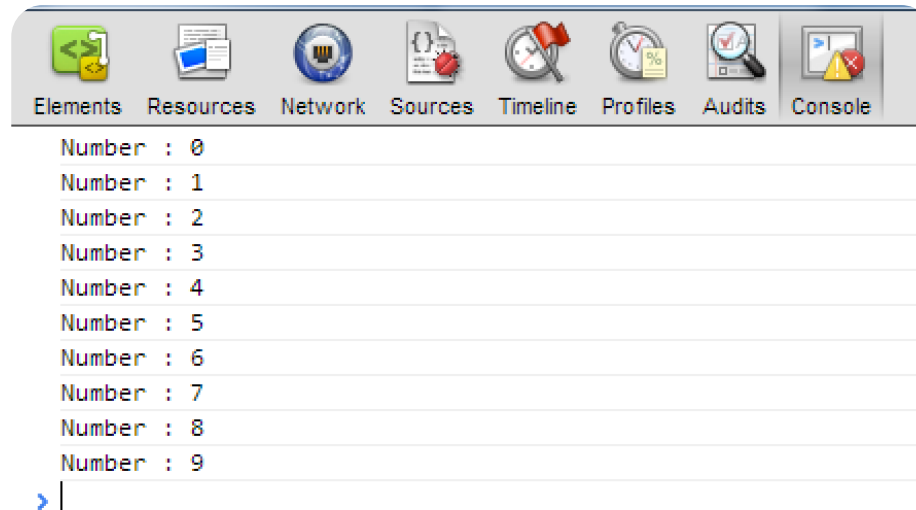 Elements Resources Network Sources Timeline Profiles Audits Console
Number : 0
Number : 1
Number : 2
Number : 3
Number : 4
Number : 5
Number : 6
Number : 7
Number : 8
Number : 9
>